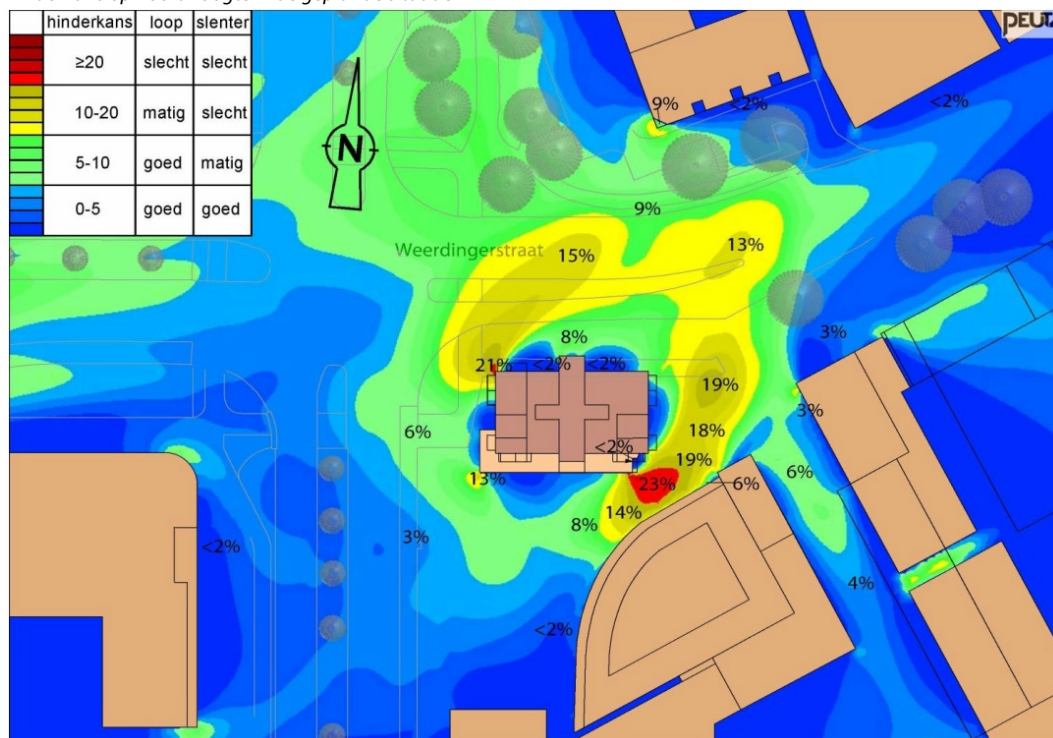 hinderkans loop slenter
≥20 slecht slecht
10-20 matig slecht
5-10 goed matig
0-5 goed goed
PEUTZ
N
9% <2% <2%
9%
Weerdingerstraat
15% 13%
8% 3%
21% <2% <2%
19%
3%
6% 18%
<2%
19%
13% 23% 6% 6%
14%
8%
<2% 3%
4%
<2%